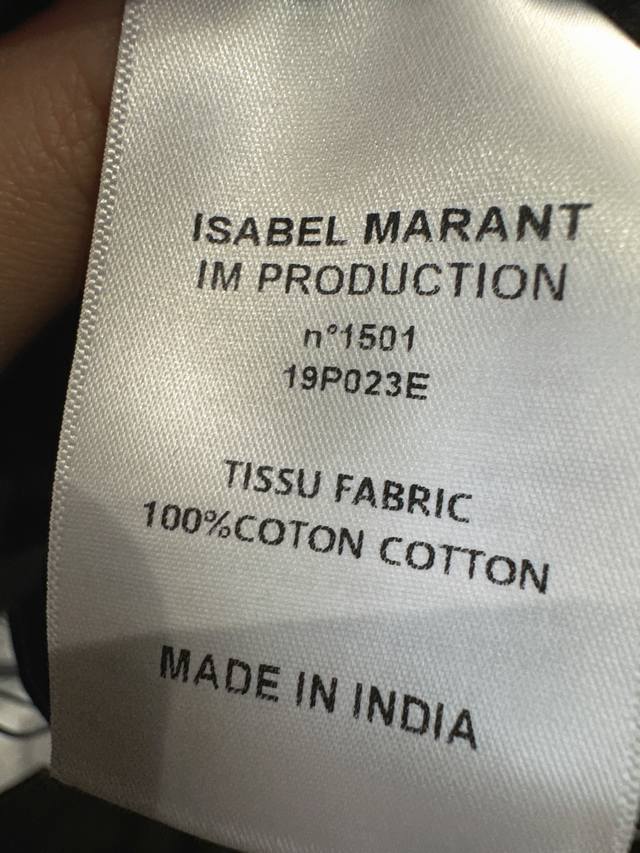 ISABEL MARANT
IM PRODUCTION
n°1501
19P023E
TISSU FABRIC
100%COTON COTTON
MADE IN INDIA